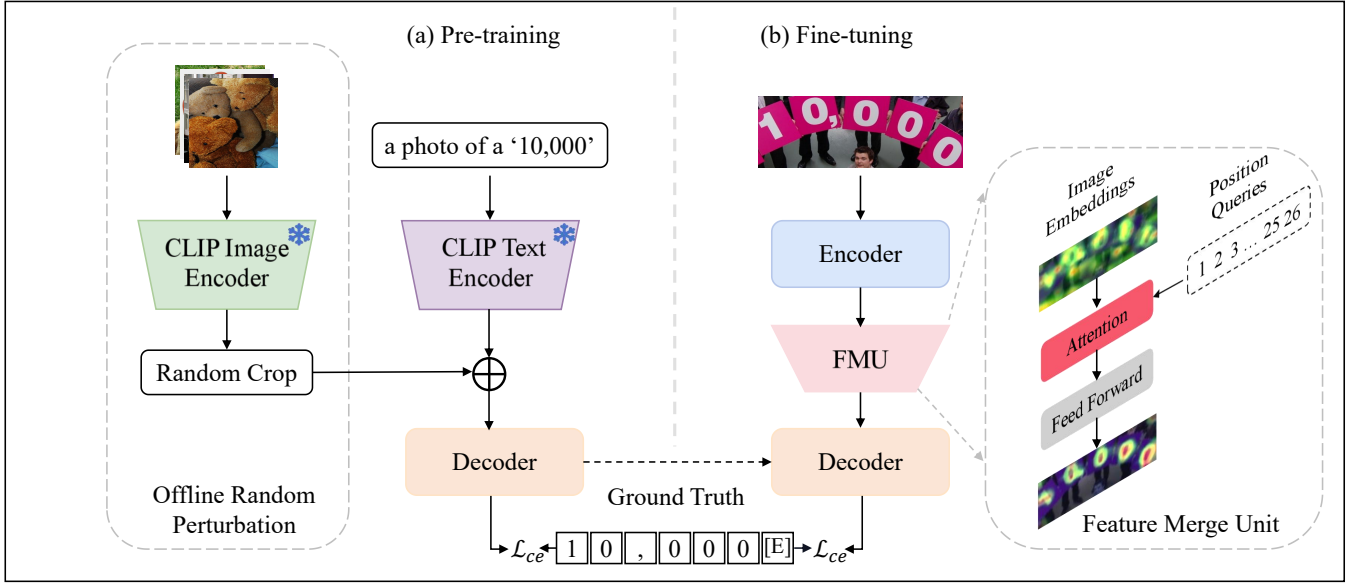 (a) Pre-training
(b) Fine-tuning
a photo of a ‘10,000’
10,000
CLIP Image
Encoder
CLIP Text
Encoder
Encoder
Image
Embeddings
Position
Queries
1 2 3 ... 25 26
Random Crop
FMU
Attention
Feed Forward
Decoder
Decoder
Offline Random
Perturbation
Ground Truth
Feature Merge Unit
ℒce
1 0 , 0 0 0 [E]
ℒce